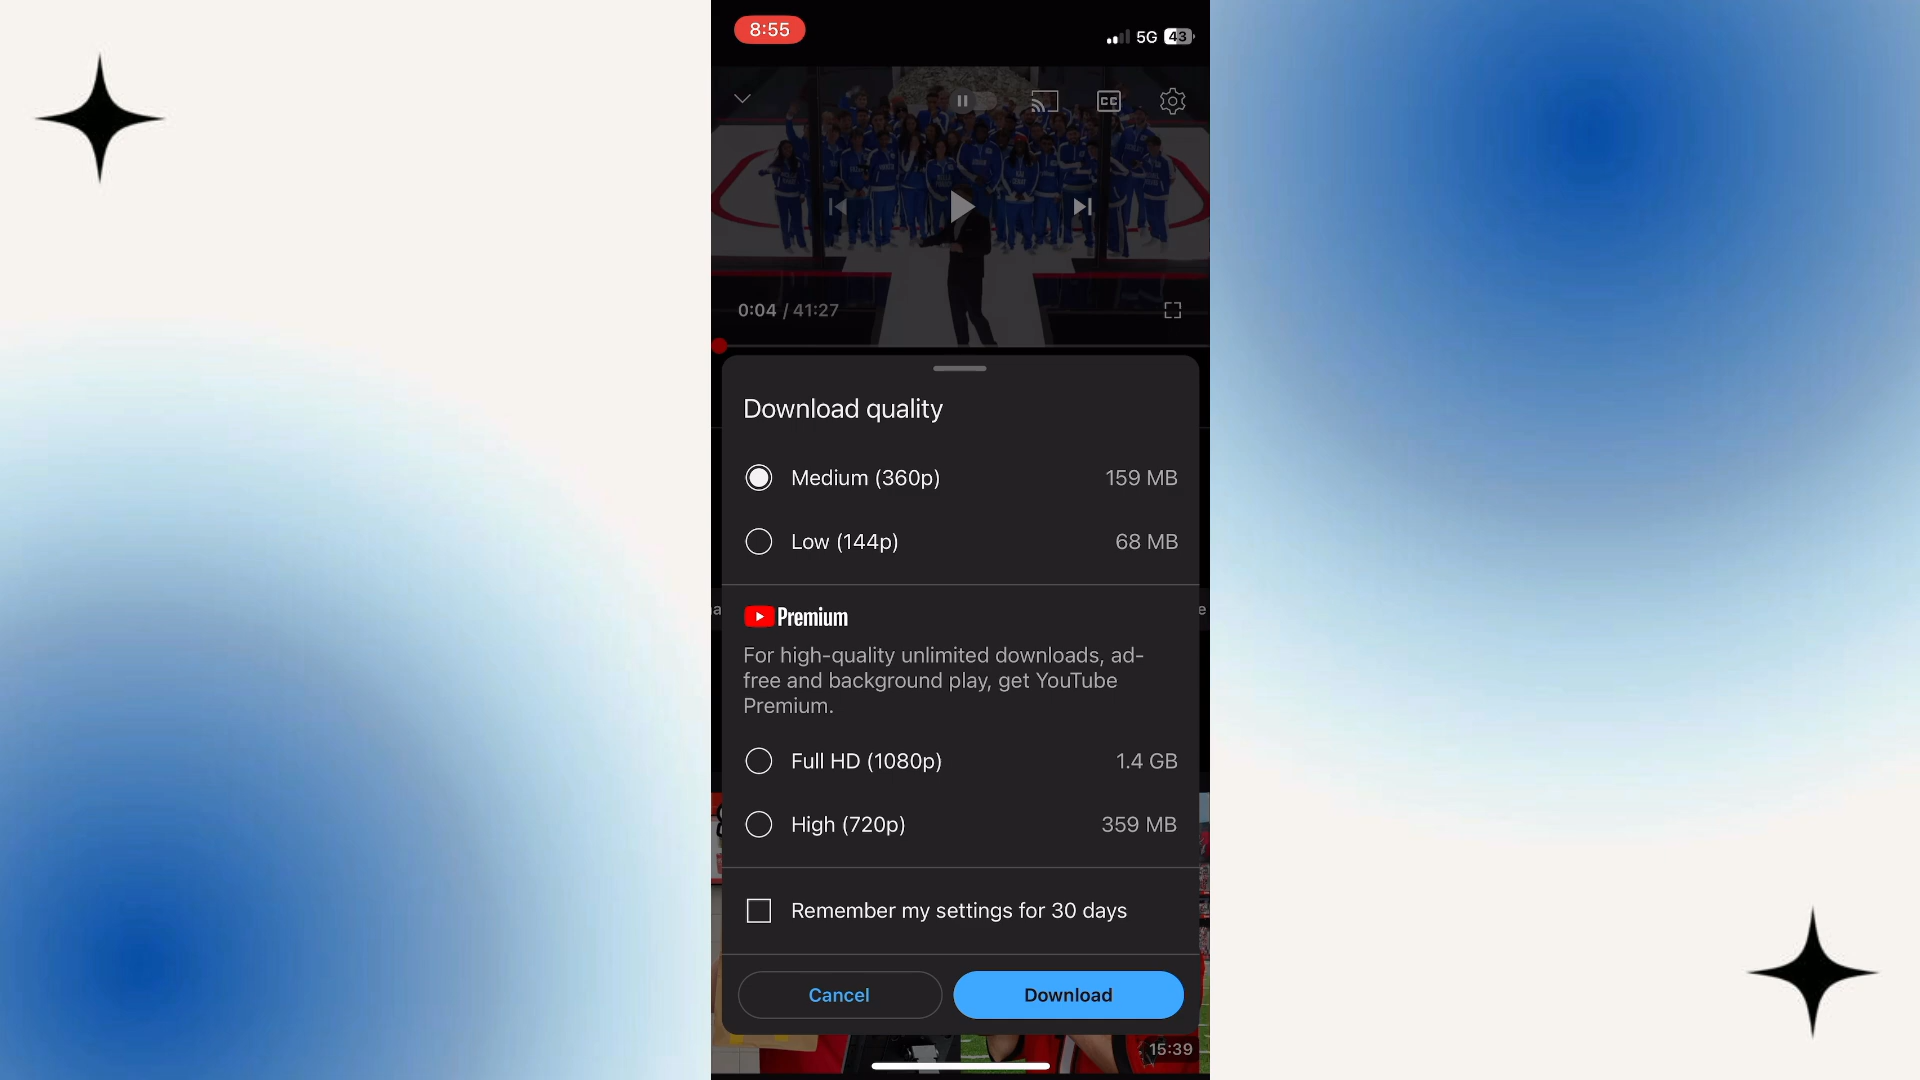 8:55
5G 43
CC
0:04 / 41:27
Download quality
Medium (360p) 159 MB
Low (144p) 68 MB
Premium
For high-quality unlimited downloads, ad-
free and background play, get YouTube
Premium.
Full HD (1080p) 1.4 GB
High (720p) 359 MB
Remember my settings for 30 days
Cancel Download
15:39